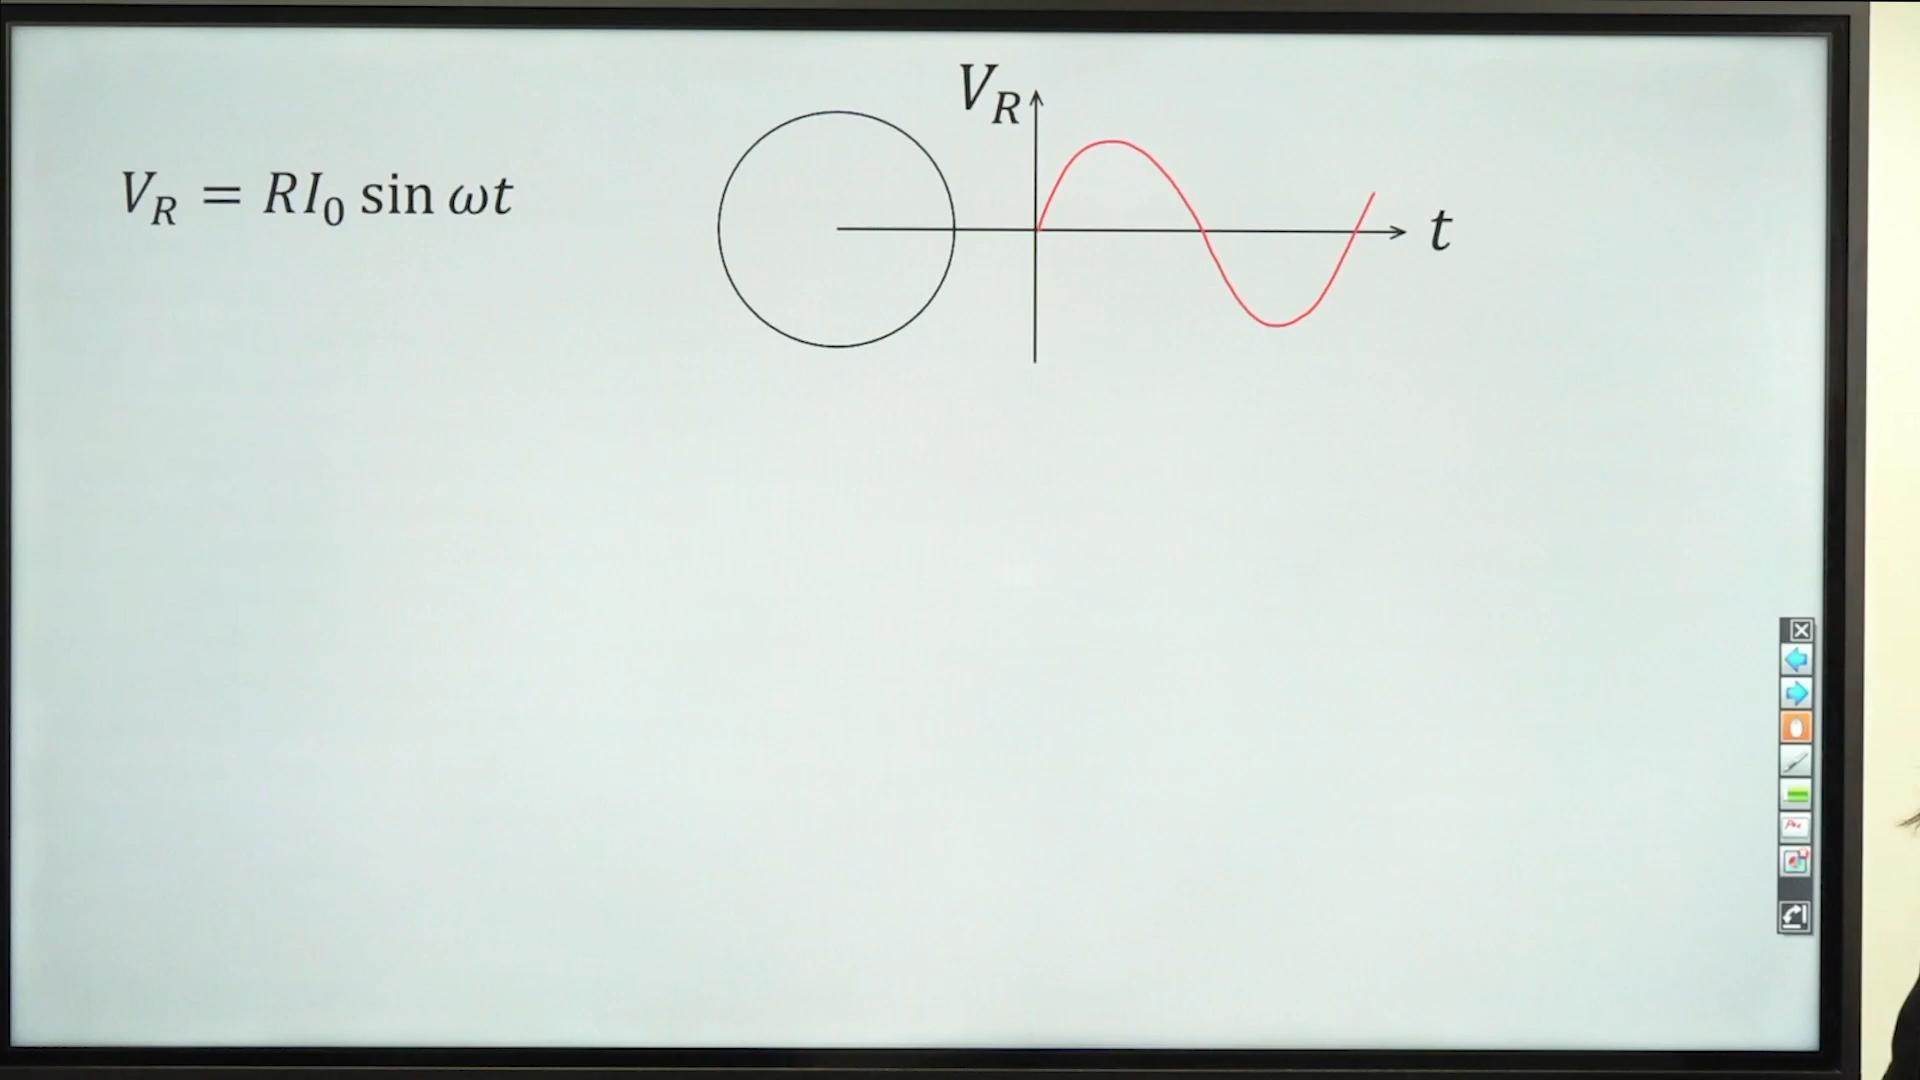 V_R
V_R = RI_0 sin ωt
t